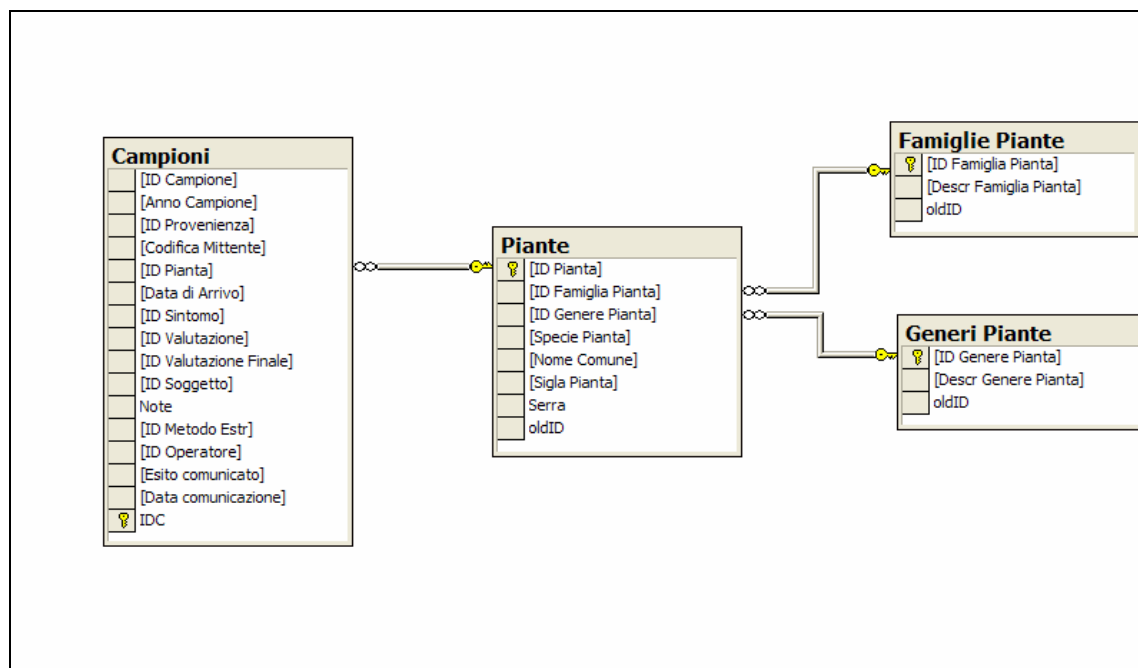 Campioni
[ID Campione]
[Anno Campione]
[ID Provenienza]
[Codifica Mittente]
[ID Pianta]
[Data di Arrivo]
[ID Sintomo]
[ID Valutazione]
[ID Valutazione Finale]
[ID Soggetto]
Note
[ID Metodo Estr]
[ID Operatore]
[Esito comunicato]
[Data comunicazione]
IDC
Piante
[ID Pianta]
[ID Famiglia Pianta]
[ID Genere Pianta]
[Specie Pianta]
[Nome Comune]
[Sigla Pianta]
Serra
oldID
Famiglie Piante
[ID Famiglia Pianta]
[Descr Famiglia Pianta]
oldID
Generi Piante
[ID Genere Pianta]
[Descr Genere Pianta]
oldID